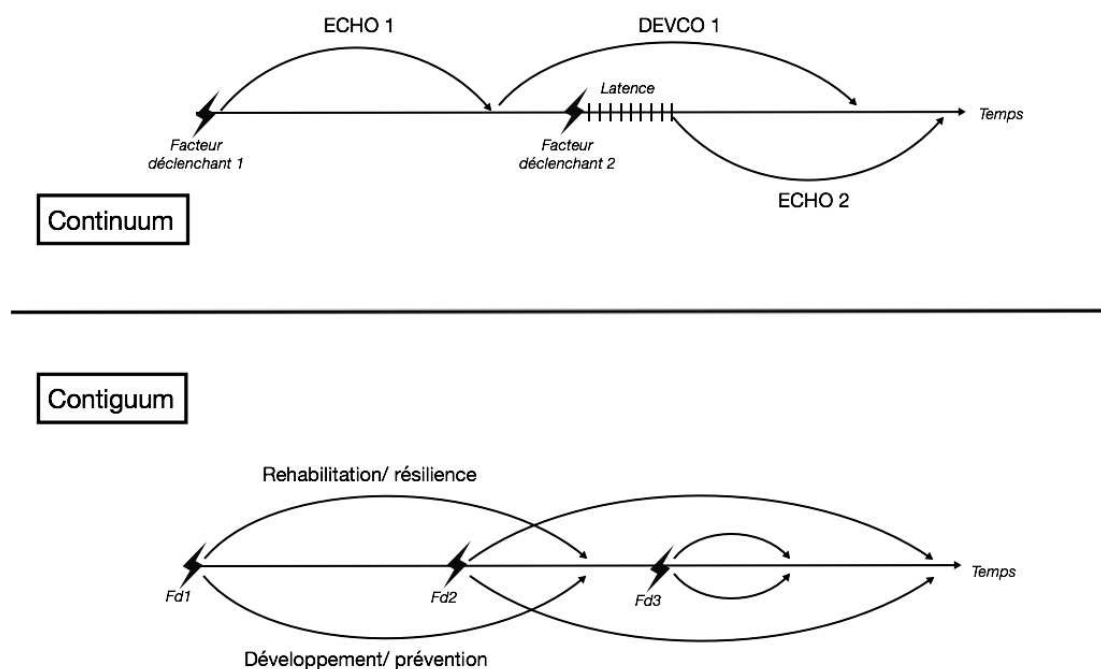 ECHO 1
DEVCO 1
Latence
Temps
Facteur
déclenchant 1
Facteur
déclenchant 2
ECHO 2
Continuum
Contiguum
Rehabilitation/ résilience
Temps
Fd1
Fd2
Fd3
Développement/ prévention